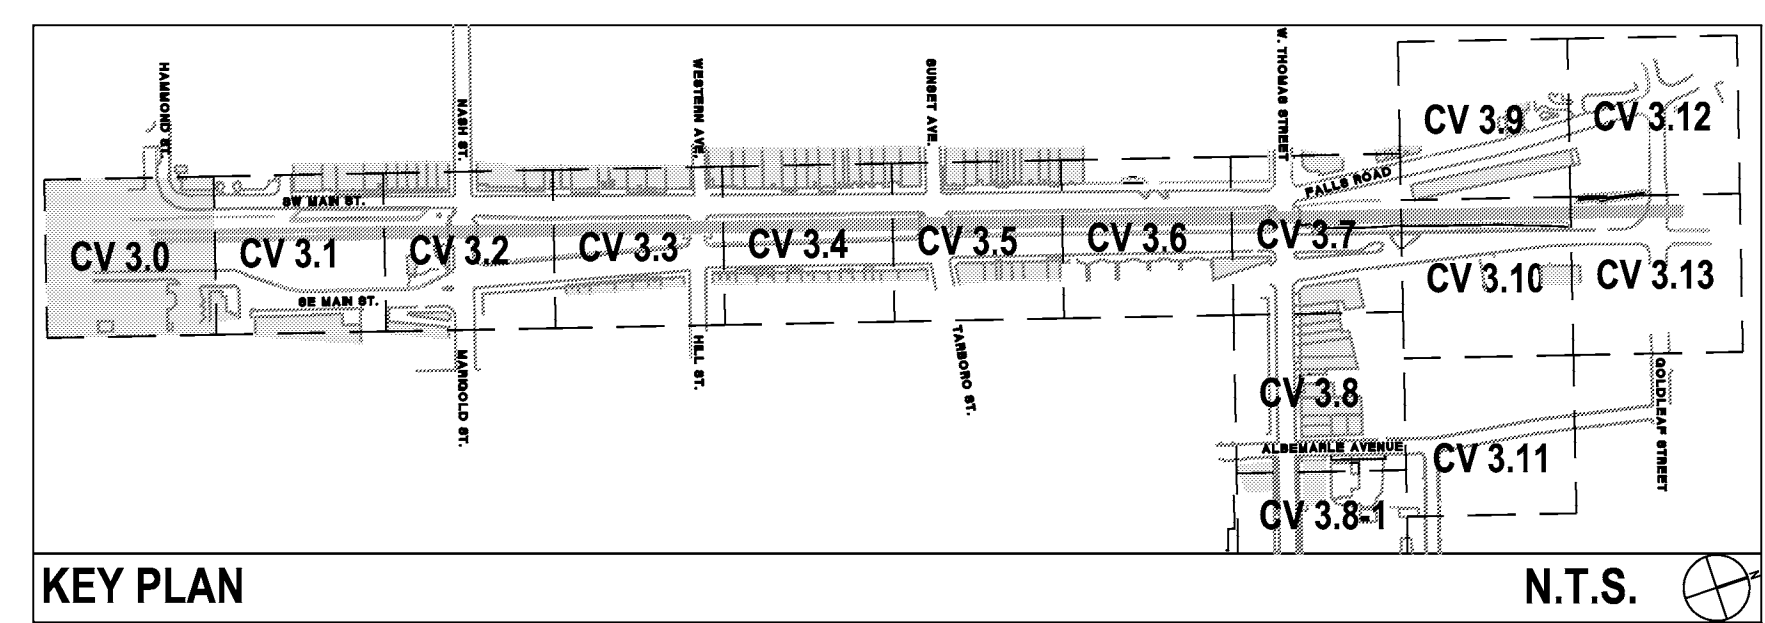 HAMMOND ST.
NASH ST.
WESTERN AVE.
SUNSET AVE.
W. THOMAS STREET
CV 3.9
CV 3.12
FALLS ROAD
SW MAIN ST.
CV 3.0
CV 3.1
CV 3.2
CV 3.3
CV 3.4
CV 3.5
CV 3.6
CV 3.7
CV 3.10
CV 3.13
SE MAIN ST.
MARIGOLD ST.
HILL ST.
TARBORO ST.
GOLDLEAF STREET
CV 3.8
ALBEMARLE AVENUE
CV 3.11
CV 3.8-1
KEY PLAN
N.T.S.
N